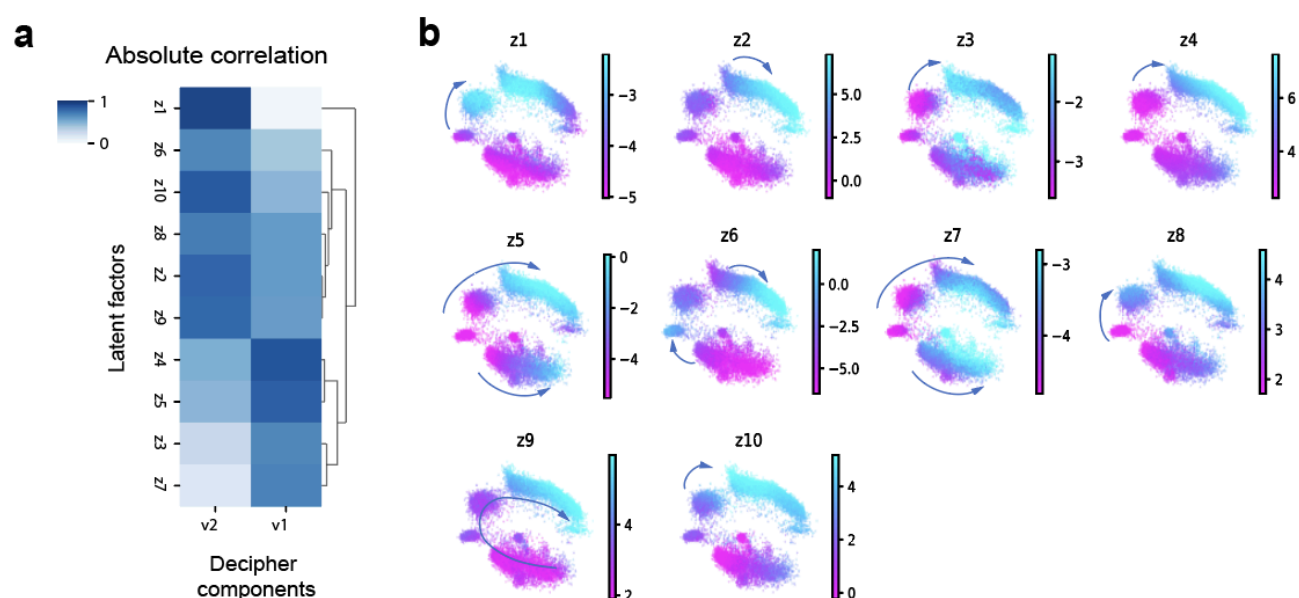 a
Absolute correlation
1
0
Latent factors
z1
z6
z10
z8
z2
z9
z4
z5
z3
z7
v2 v1
Decipher
components
b
z1
−3
−4
−5
z2
5.0
2.5
0.0
z3
−2
−3
z4
6
4
z5
0
−2
−4
z6
0.0
−2.5
−5.0
z7
−3
−4
z8
4
3
2
z9
4
2
z10
4
2
0